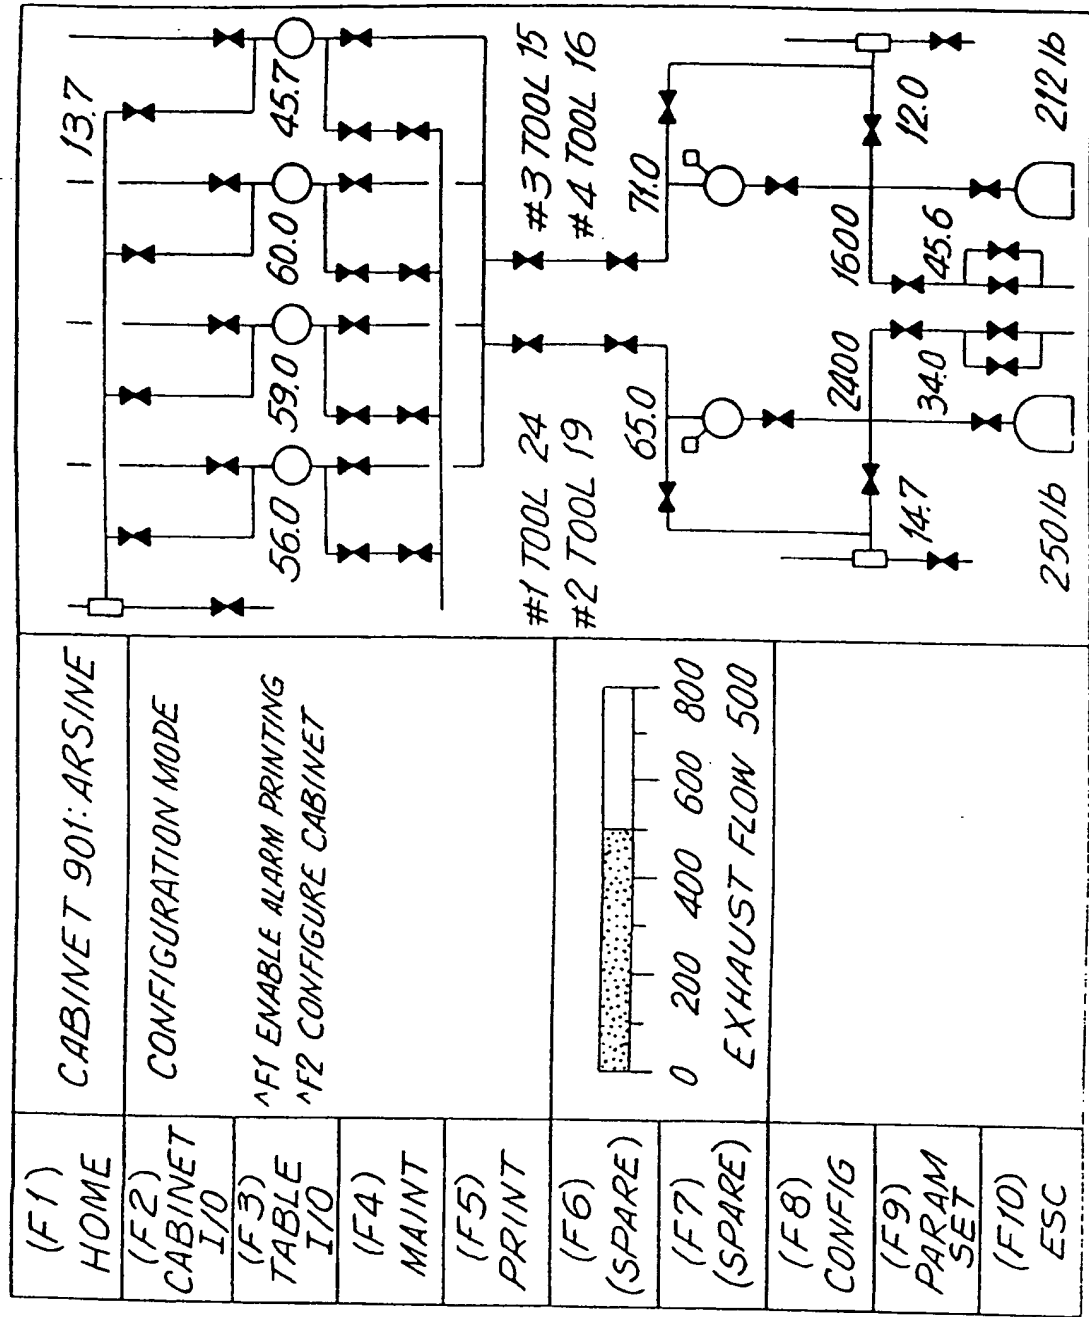 (F1)
HOME
(F2)
CABINET
I/O
(F3)
TABLE
I/O
(F4)
MAINT
(F5)
PRINT
(F6)
(SPARE)
(F7)
(SPARE)
(F8)
CONFIG
(F9)
PARAM
SET
(F10)
ESC
CABINET 901: ARSINE
CONFIGURATION MODE
^F1 ENABLE ALARM PRINTING
^F2 CONFIGURE CABINET
0 200 400 600 800
EXHAUST FLOW 500
13.7
56.0 59.0 60.0 45.7
#1 TOOL 24
#2 TOOL 19
#3 TOOL 15
#4 TOOL 16
65.0 71.0
2400 1600
14.7 34.0 45.6 12.0
250 lb 212 lb